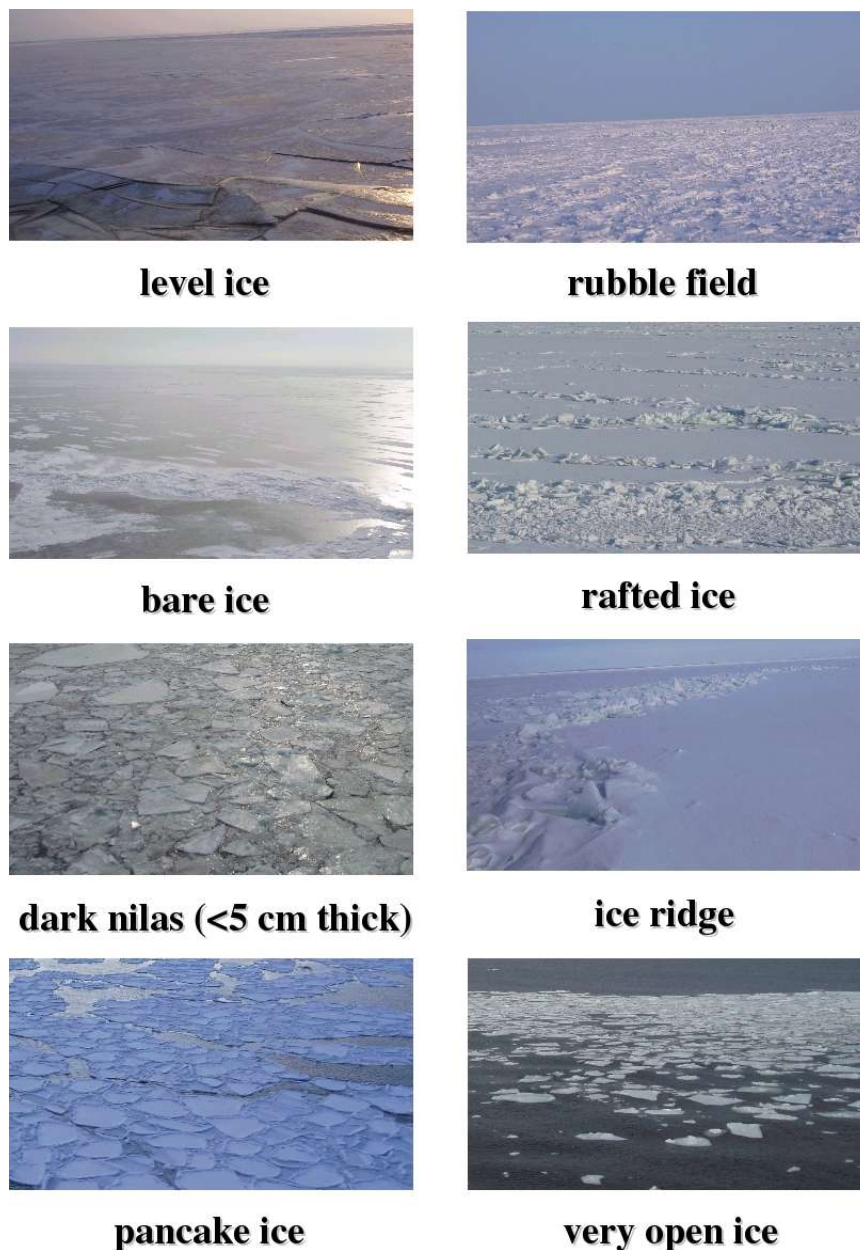 level ice
rubble field
bare ice
rafted ice
dark nilas (<5 cm thick)
ice ridge
pancake ice
very open ice